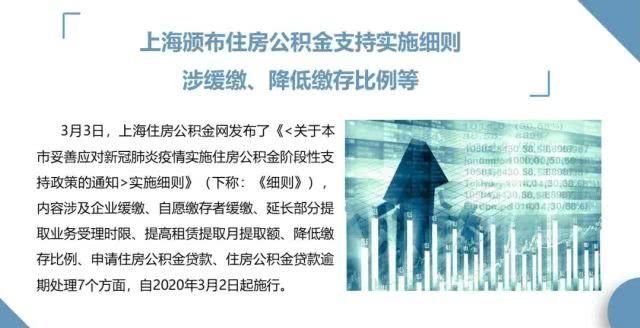 上海颁布住房公积金支持实施细则
涉缓缴、降低缴存比例等
3月3日，上海住房公积金网发布了《<关于本
市妥善应对新冠肺炎疫情实施住房公积金阶段性支
持政策的通知>实施细则》（下称：《细则》），
内容涉及企业缓缴、自愿缴存者缓缴、延长部分提
取业务受理时限、提高租赁提取月提取额、降低缴
存比例、申请住房公积金贷款、住房公积金贷款逾
期处理7个方面，自2020年3月2日起施行。